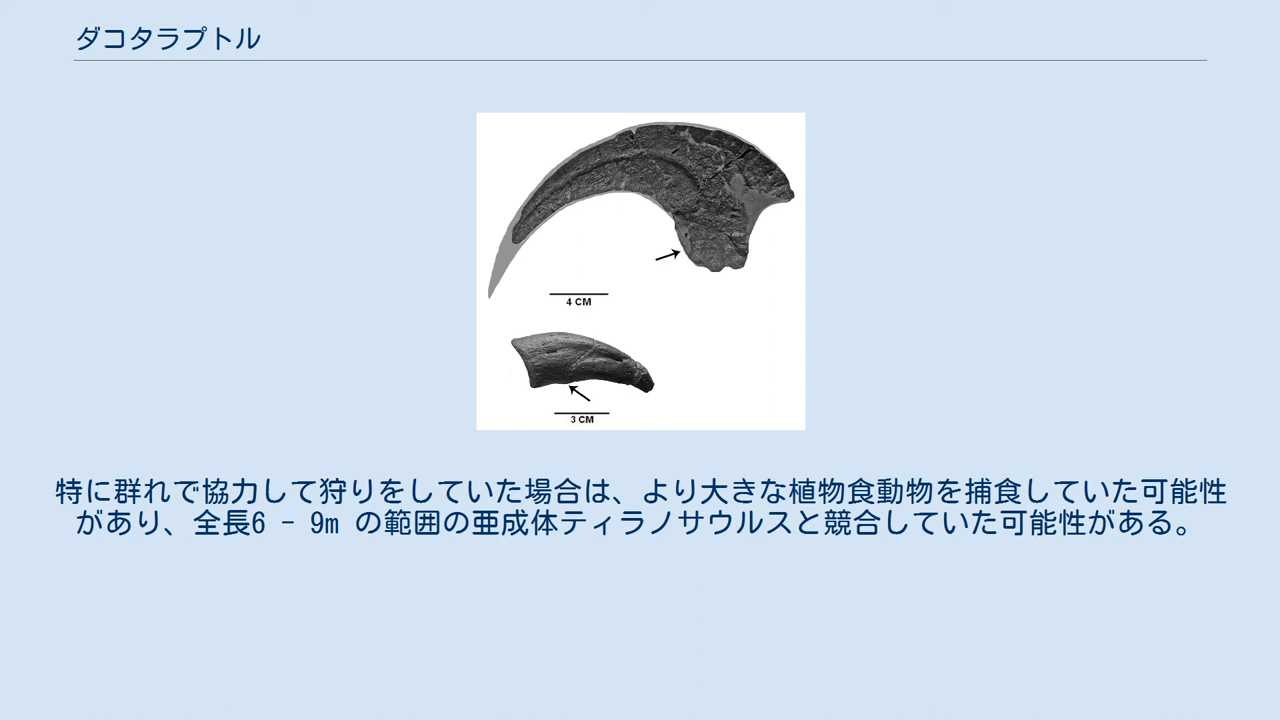 ダコタラプトル
4 CM
3 CM
特に群れで協力して狩りをしていた場合は、より大きな植物食動物を捕食していた可能性
があり、全長6 - 9m の範囲の亜成体ティラノサウルスと競合していた可能性がある。